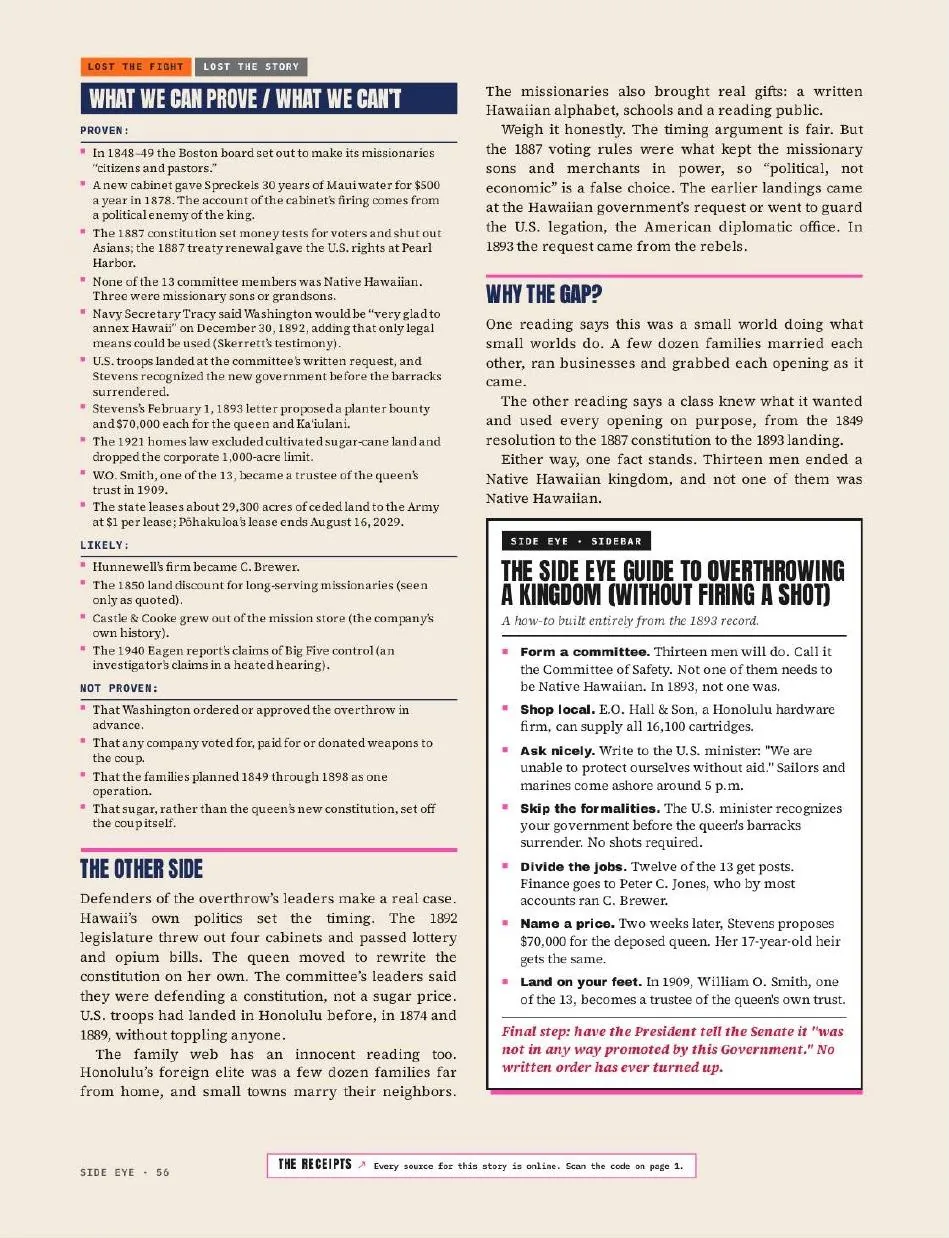 LOST THE FIGHT LOST THE STORY
WHAT WE CAN PROVE / WHAT WE CAN'T
PROVEN:
In 1848–49 the Boston board set out to make its missionaries
“citizens and pastors.”
A new cabinet gave Spreckels 30 years of Maui water for $500
a year in 1878. The account of the cabinet’s firing comes from
a political enemy of the king.
The 1887 constitution set money tests for voters and shut out
Asians; the 1887 treaty renewal gave the U.S. rights at Pearl
Harbor.
None of the 13 committee members was Native Hawaiian.
Three were missionary sons or grandsons.
Navy Secretary Tracy said Washington would be “very glad to
annex Hawaii” on December 30, 1892, adding that only legal
means could be used (Skerrett’s testimony).
U.S. troops landed at the committee’s written request, and
Stevens recognized the new government before the barracks
surrendered.
Stevens’s February 1, 1893 letter proposed a planter bounty
and $70,000 each for the queen and Ka‘iulani.
The 1921 homes law excluded cultivated sugar-cane land and
dropped the corporate 1,000-acre limit.
W.O. Smith, one of the 13, became a trustee of the queen’s
trust in 1909.
The state leases about 29,300 acres of ceded land to the Army
at $1 per lease; Pōhakuloa’s lease ends August 16, 2029.
LIKELY:
Hunnewell’s firm became C. Brewer.
The 1850 land discount for long-serving missionaries (seen
only as quoted).
Castle & Cooke grew out of the mission store (the company’s
own history).
The 1940 Eagen report’s claims of Big Five control (an
investigator’s claims in a heated hearing).
NOT PROVEN:
That Washington ordered or approved the overthrow in
advance.
That any company voted for, paid for or donated weapons to
the coup.
That the families planned 1849 through 1898 as one
operation.
That sugar, rather than the queen’s new constitution, set off
the coup itself.
THE OTHER SIDE
Defenders of the overthrow’s leaders make a real case.
Hawaii’s own politics set the timing. The 1892
legislature threw out four cabinets and passed lottery
and opium bills. The queen moved to rewrite the
constitution on her own. The committee’s leaders said
they were defending a constitution, not a sugar price.
U.S. troops had landed in Honolulu before, in 1874 and
1889, without toppling anyone.
The family web has an innocent reading too.
Honolulu’s foreign elite was a few dozen families far
from home, and small towns marry their neighbors.
The missionaries also brought real gifts: a written
Hawaiian alphabet, schools and a reading public.
Weigh it honestly. The timing argument is fair. But
the 1887 voting rules were what kept the missionary
sons and merchants in power, so “political, not
economic” is a false choice. The earlier landings came
at the Hawaiian government’s request or went to guard
the U.S. legation, the American diplomatic office. In
1893 the request came from the rebels.
WHY THE GAP?
One reading says this was a small world doing what
small worlds do. A few dozen families married each
other, ran businesses and grabbed each opening as it
came.
The other reading says a class knew what it wanted
and used every opening on purpose, from the 1849
resolution to the 1887 constitution to the 1893 landing.
Either way, one fact stands. Thirteen men ended a
Native Hawaiian kingdom, and not one of them was
Native Hawaiian.
SIDE EYE · SIDEBAR
THE SIDE EYE GUIDE TO OVERTHROWING
A KINGDOM (WITHOUT FIRING A SHOT)
A how-to built entirely from the 1893 record.
Form a committee. Thirteen men will do. Call it
the Committee of Safety. Not one of them needs to
be Native Hawaiian. In 1893, not one was.
Shop local. E.O. Hall & Son, a Honolulu hardware
firm, can supply all 16,100 cartridges.
Ask nicely. Write to the U.S. minister: "We are
unable to protect ourselves without aid." Sailors and
marines come ashore around 5 p.m.
Skip the formalities. The U.S. minister recognizes
your government before the queen's barracks
surrender. No shots required.
Divide the jobs. Twelve of the 13 get posts.
Finance goes to Peter C. Jones, who by most
accounts ran C. Brewer.
Name a price. Two weeks later, Stevens proposes
$70,000 for the deposed queen. Her 17-year-old heir
gets the same.
Land on your feet. In 1909, William O. Smith, one
of the 13, becomes a trustee of the queen's own trust.
Final step: have the President tell the Senate it "was
not in any way promoted by this Government." No
written order has ever turned up.
SIDE EYE · 56
THE RECEIPTS ↗ Every source for this story is online. Scan the code on page 1.